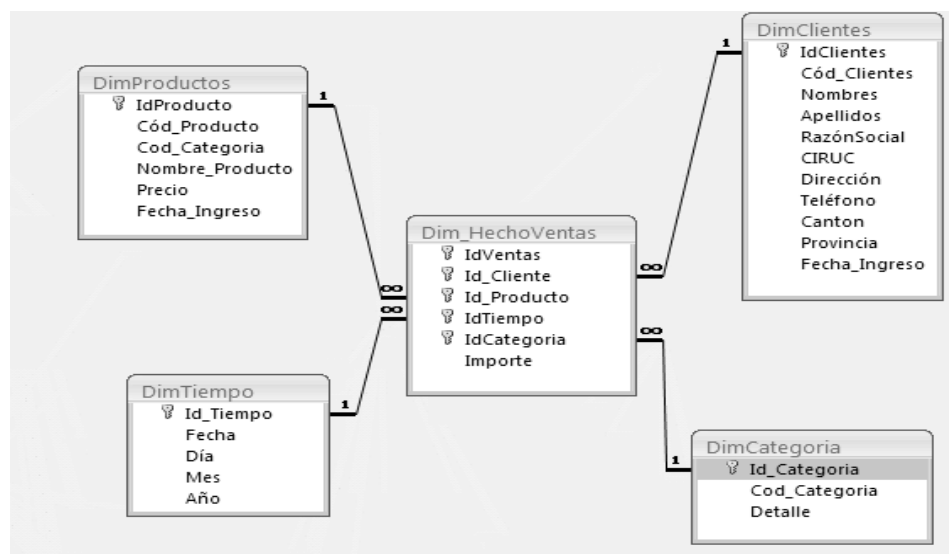 DimProductos
IdProducto
Cód_Producto
Cod_Categoria
Nombre_Producto
Precio
Fecha_Ingreso
DimClientes
IdClientes
Cód_Clientes
Nombres
Apellidos
RazónSocial
CIRUC
Dirección
Teléfono
Canton
Provincia
Fecha_Ingreso
Dim_HechoVentas
IdVentas
Id_Cliente
Id_Producto
IdTiempo
IdCategoria
Importe
DimTiempo
Id_Tiempo
Fecha
Día
Mes
Año
DimCategoria
Id_Categoria
Cod_Categoria
Detalle
1
∞
1
∞
1
∞
1
∞